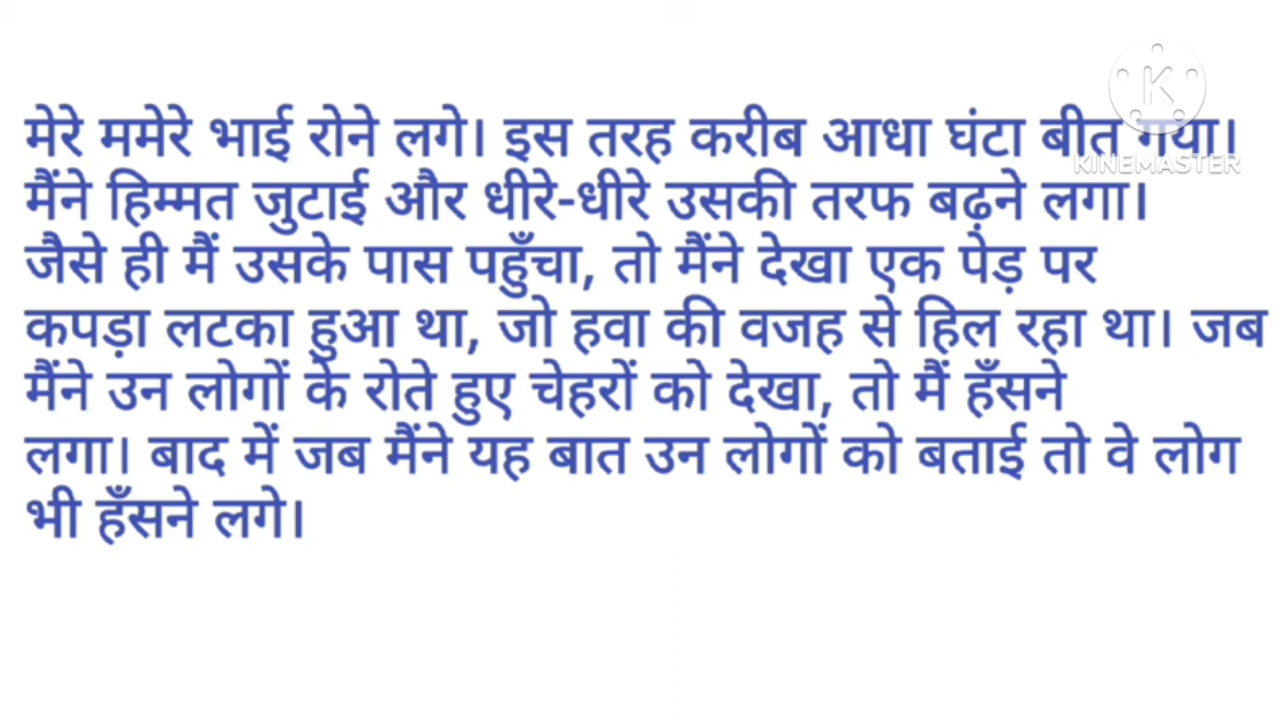 मेरे ममेरे भाई रोने लगे। इस तरह करीब आधा घंटा बीत गया।
मैंने हिम्मत जुटाई और धीरे-धीरे उसकी तरफ बढ़ने लगा।
जैसे ही मैं उसके पास पहुँचा, तो मैंने देखा एक पेड़ पर
कपड़ा लटका हुआ था, जो हवा की वजह से हिल रहा था। जब
मैंने उन लोगों के रोते हुए चेहरों को देखा, तो मैं हँसने
लगा। बाद में जब मैंने यह बात उन लोगों को बताई तो वे लोग
भी हँसने लगे।
K
KINEMASTER